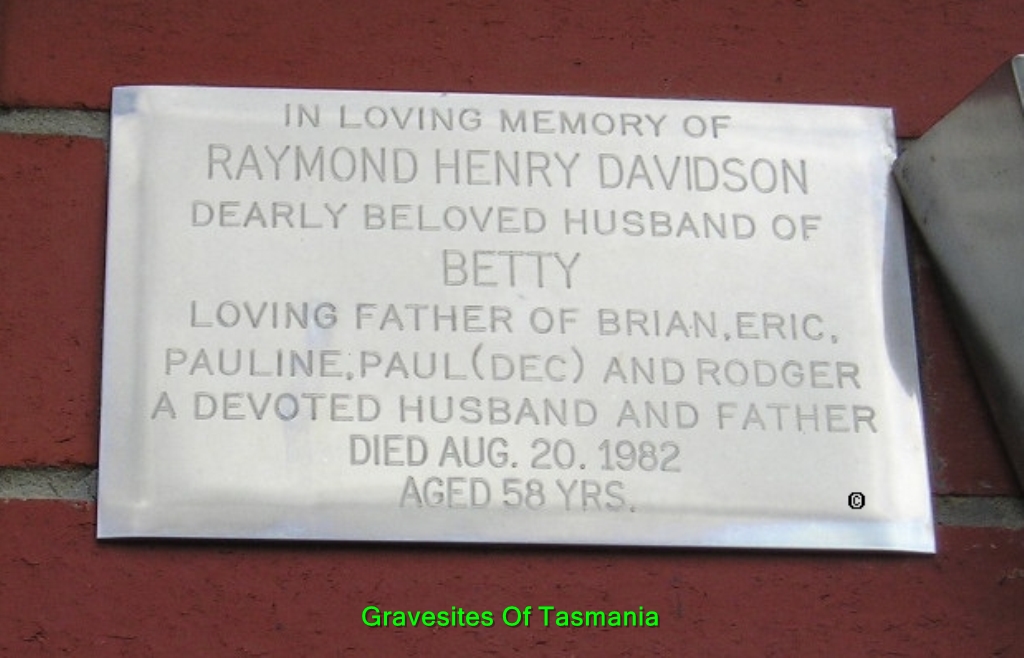 IN LOVING MEMORY OF
RAYMOND HENRY DAVIDSON
DEARLY BELOVED HUSBAND OF
BETTY
LOVING FATHER OF BRIAN, ERIC,
PAULINE, PAUL (DEC) AND RODGER
A DEVOTED HUSBAND AND FATHER
DIED AUG. 20. 1982
AGED 58 YRS.
©
Gravesites Of Tasmania